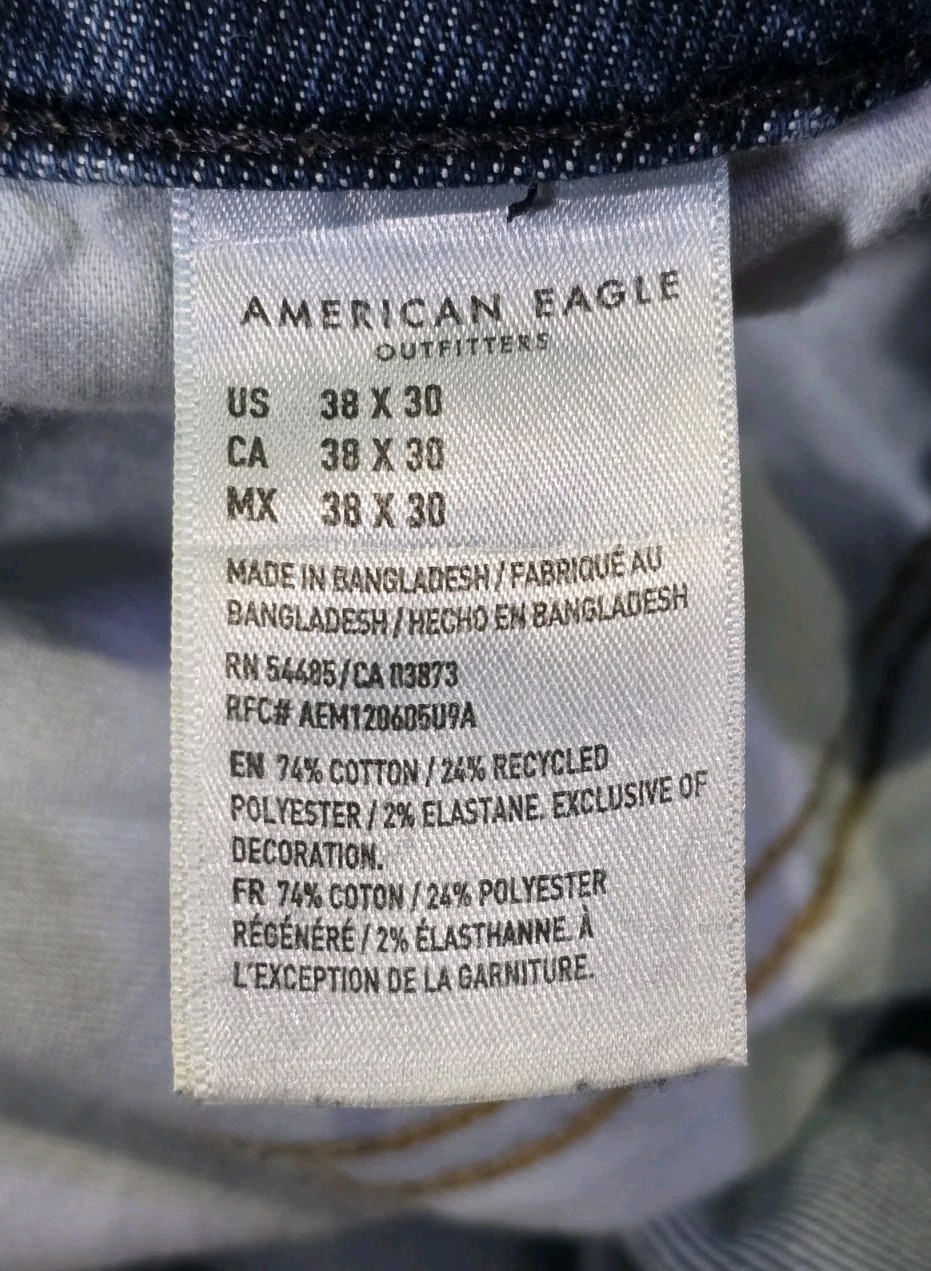 AMERICAN EAGLE
OUTFITTERS
US 38 X 30
CA 38 X 30
MX 38 X 30
MADE IN BANGLADESH / FABRIQUÉ AU
BANGLADESH / HECHO EN BANGLADESH
RN 54485 / CA 03873
RFC# AEM120605U9A
EN 74% COTTON / 24% RECYCLED
POLYESTER / 2% ELASTANE. EXCLUSIVE OF
DECORATION.
FR 74% COTON / 24% POLYESTER
RÉGÉNÉRÉ / 2% ÉLASTHANNE. À
L'EXCEPTION DE LA GARNITURE.